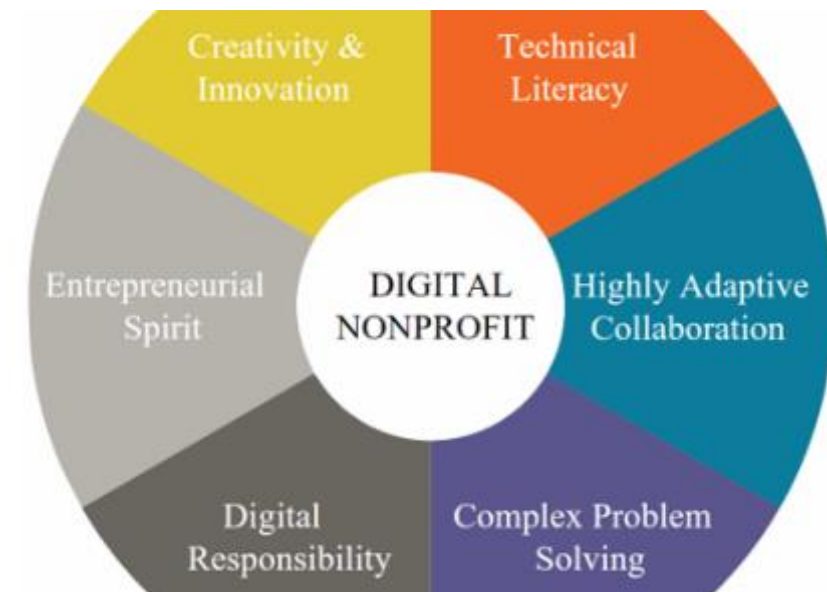 Creativity &
Innovation
Technical
Literacy
Entrepreneurial
Spirit
DIGITAL
NONPROFIT
Highly Adaptive
Collaboration
Digital
Responsibility
Complex Problem
Solving